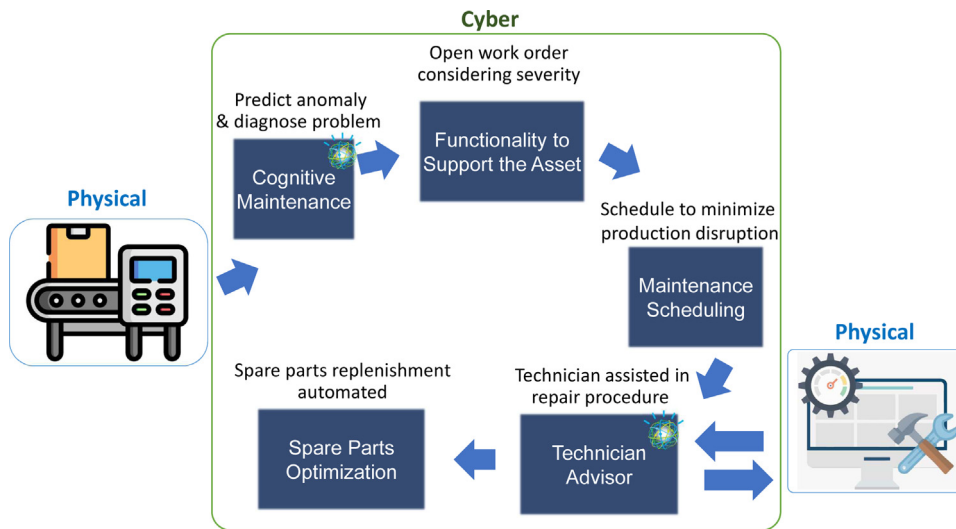 Cyber
Open work order
considering severity
Predict anomaly
& diagnose problem
Functionality to
Support the Asset
Cognitive
Maintenance
Physical
Schedule to minimize
production disruption
Maintenance
Scheduling
Physical
Spare parts replenishment
automated
Technician assisted in
repair procedure
Spare Parts
Optimization
Technician
Advisor